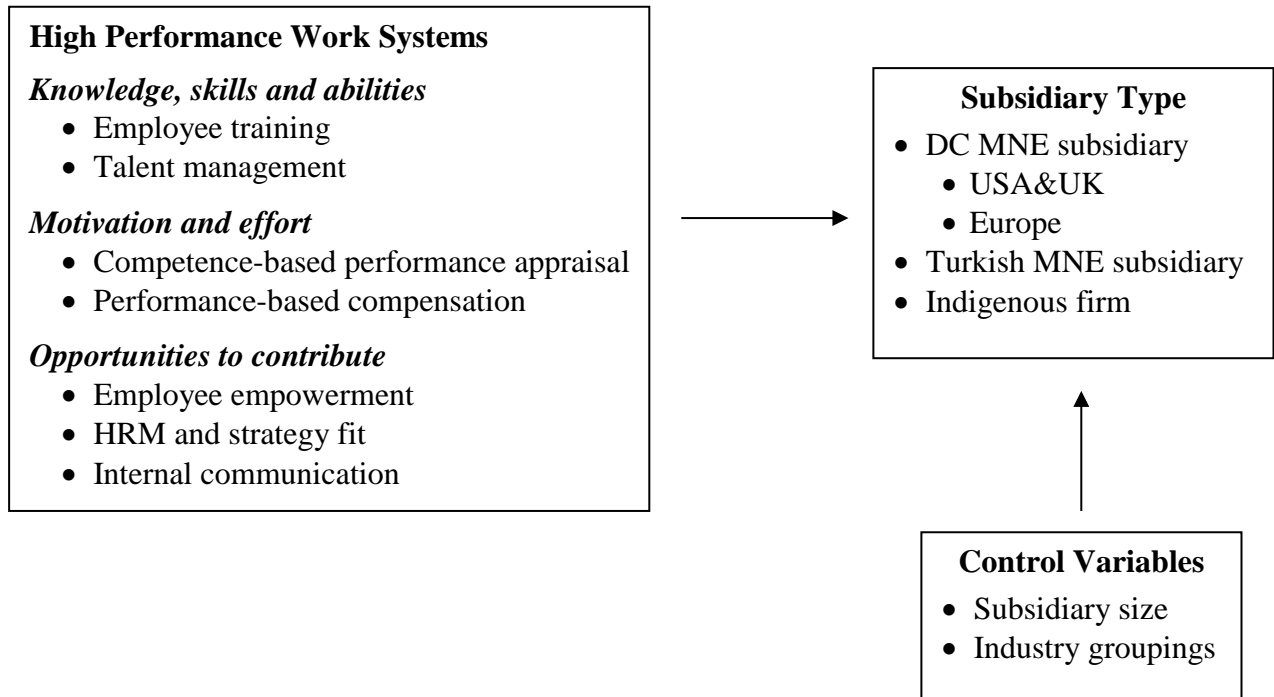 High Performance Work Systems
Knowledge, skills and abilities
• Employee training
• Talent management
Motivation and effort
• Competence-based performance appraisal
• Performance-based compensation
Opportunities to contribute
• Employee empowerment
• HRM and strategy fit
• Internal communication
Subsidiary Type
• DC MNE subsidiary
• USA&UK
• Europe
• Turkish MNE subsidiary
• Indigenous firm
Control Variables
• Subsidiary size
• Industry groupings